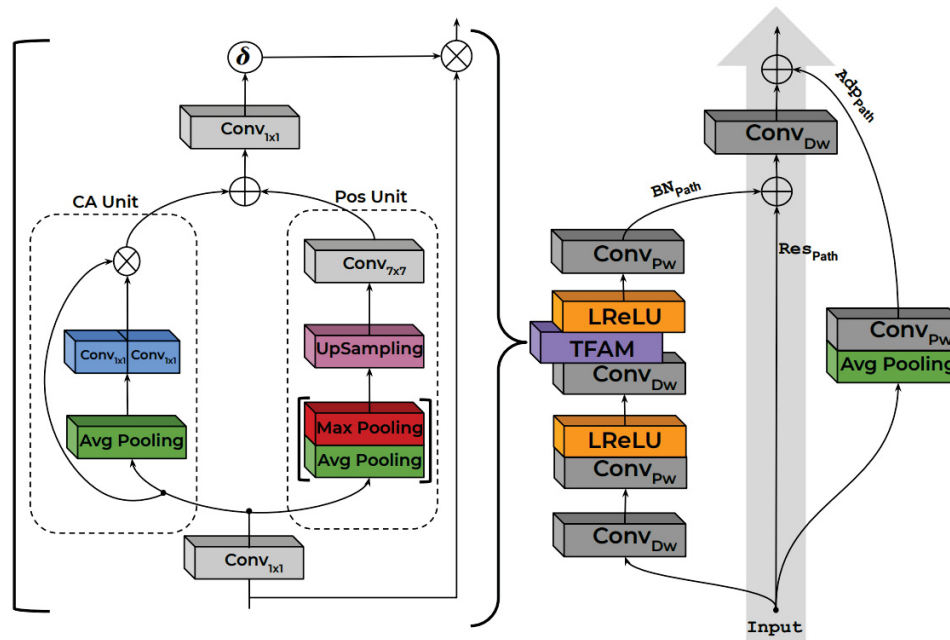 δ
Conv1x1
CA Unit
Pos Unit
Conv7x7
Conv1x1 Conv1x1
UpSampling
Avg Pooling
Max Pooling
Avg Pooling
Conv1x1
AdpPath
ConvDw
BNPath
ResPath
ConvPw
LReLU
TFAM
ConvDw
LReLU
ConvPw
ConvDw
ConvPw
Avg Pooling
Input